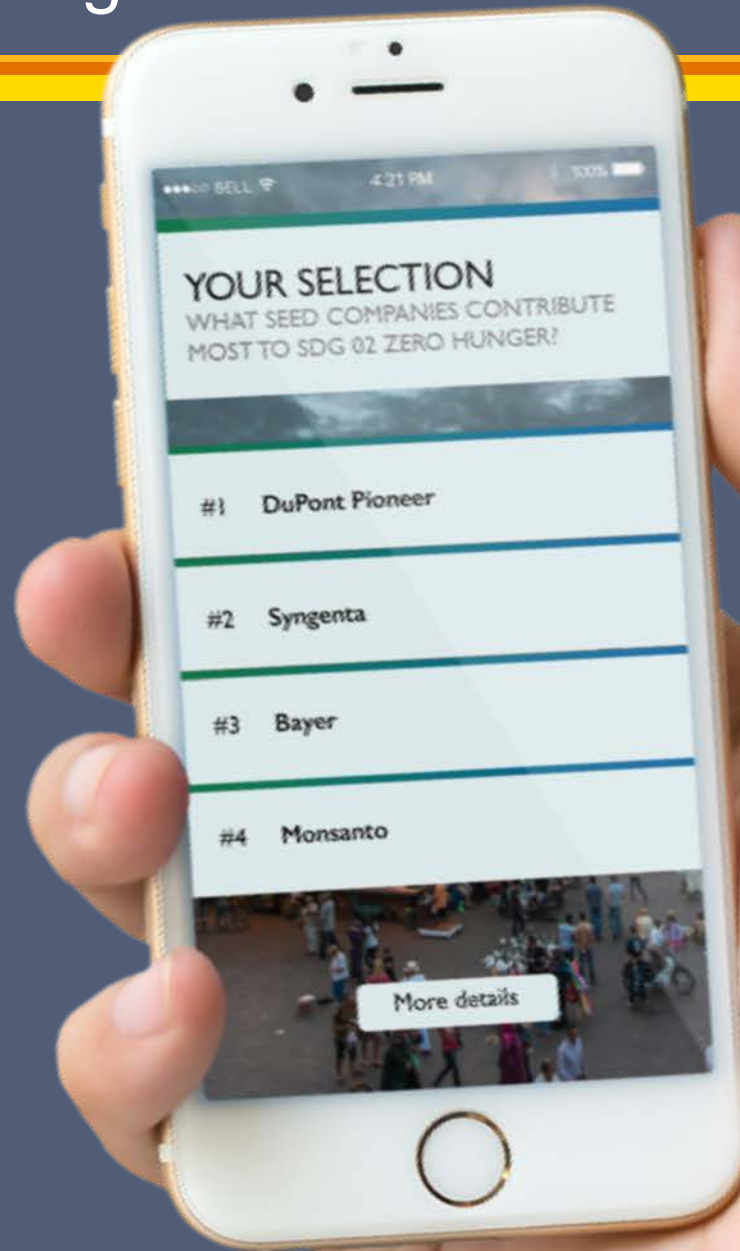 g
BELL 4:21 PM 100%
YOUR SELECTION
WHAT SEED COMPANIES CONTRIBUTE
MOST TO SDG 02 ZERO HUNGER?
#1 DuPont Pioneer
#2 Syngenta
#3 Bayer
#4 Monsanto
More details